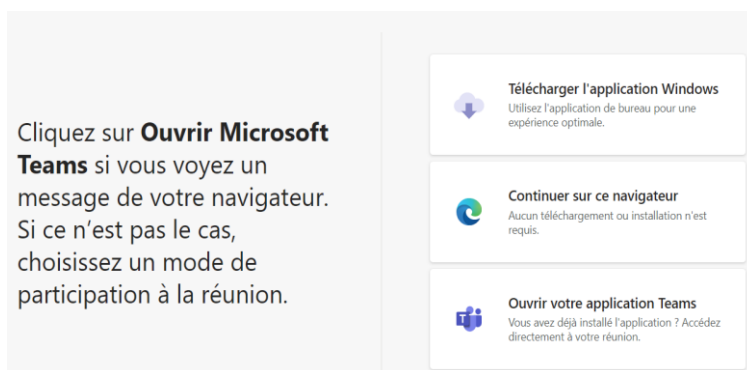 Cliquez sur Ouvrir Microsoft
Teams si vous voyez un
message de votre navigateur.
Si ce n’est pas le cas,
choisissez un mode de
participation à la réunion.
Télécharger l'application Windows
Utilisez l'application de bureau pour une
expérience optimale.
Continuer sur ce navigateur
Aucun téléchargement ou installation n'est
requis.
Ouvrir votre application Teams
Vous avez déjà installé l'application ? Accédez
directement à votre réunion.